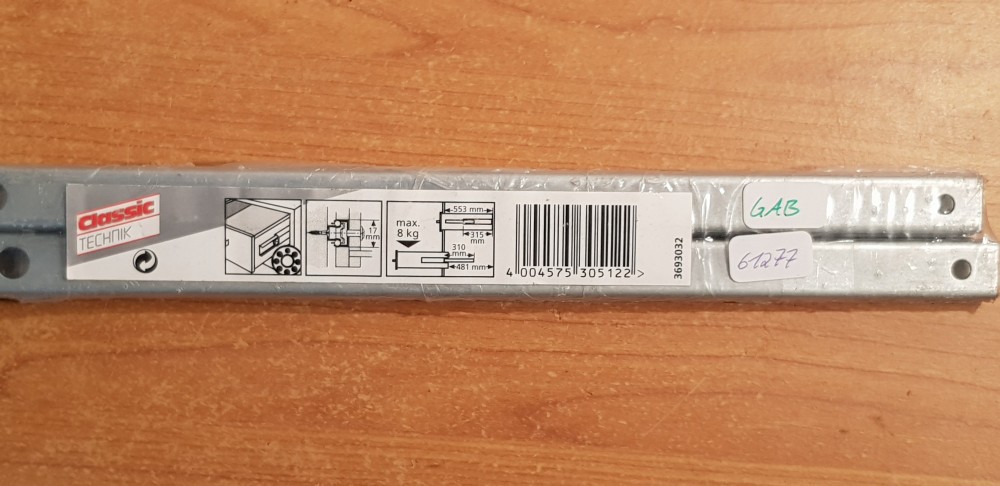 Classic
TECHNIK
17
mm
max.
8 kg
553 mm
315
mm
310
mm
481 mm
4 004575 305122 >
3693032
GAB
61277